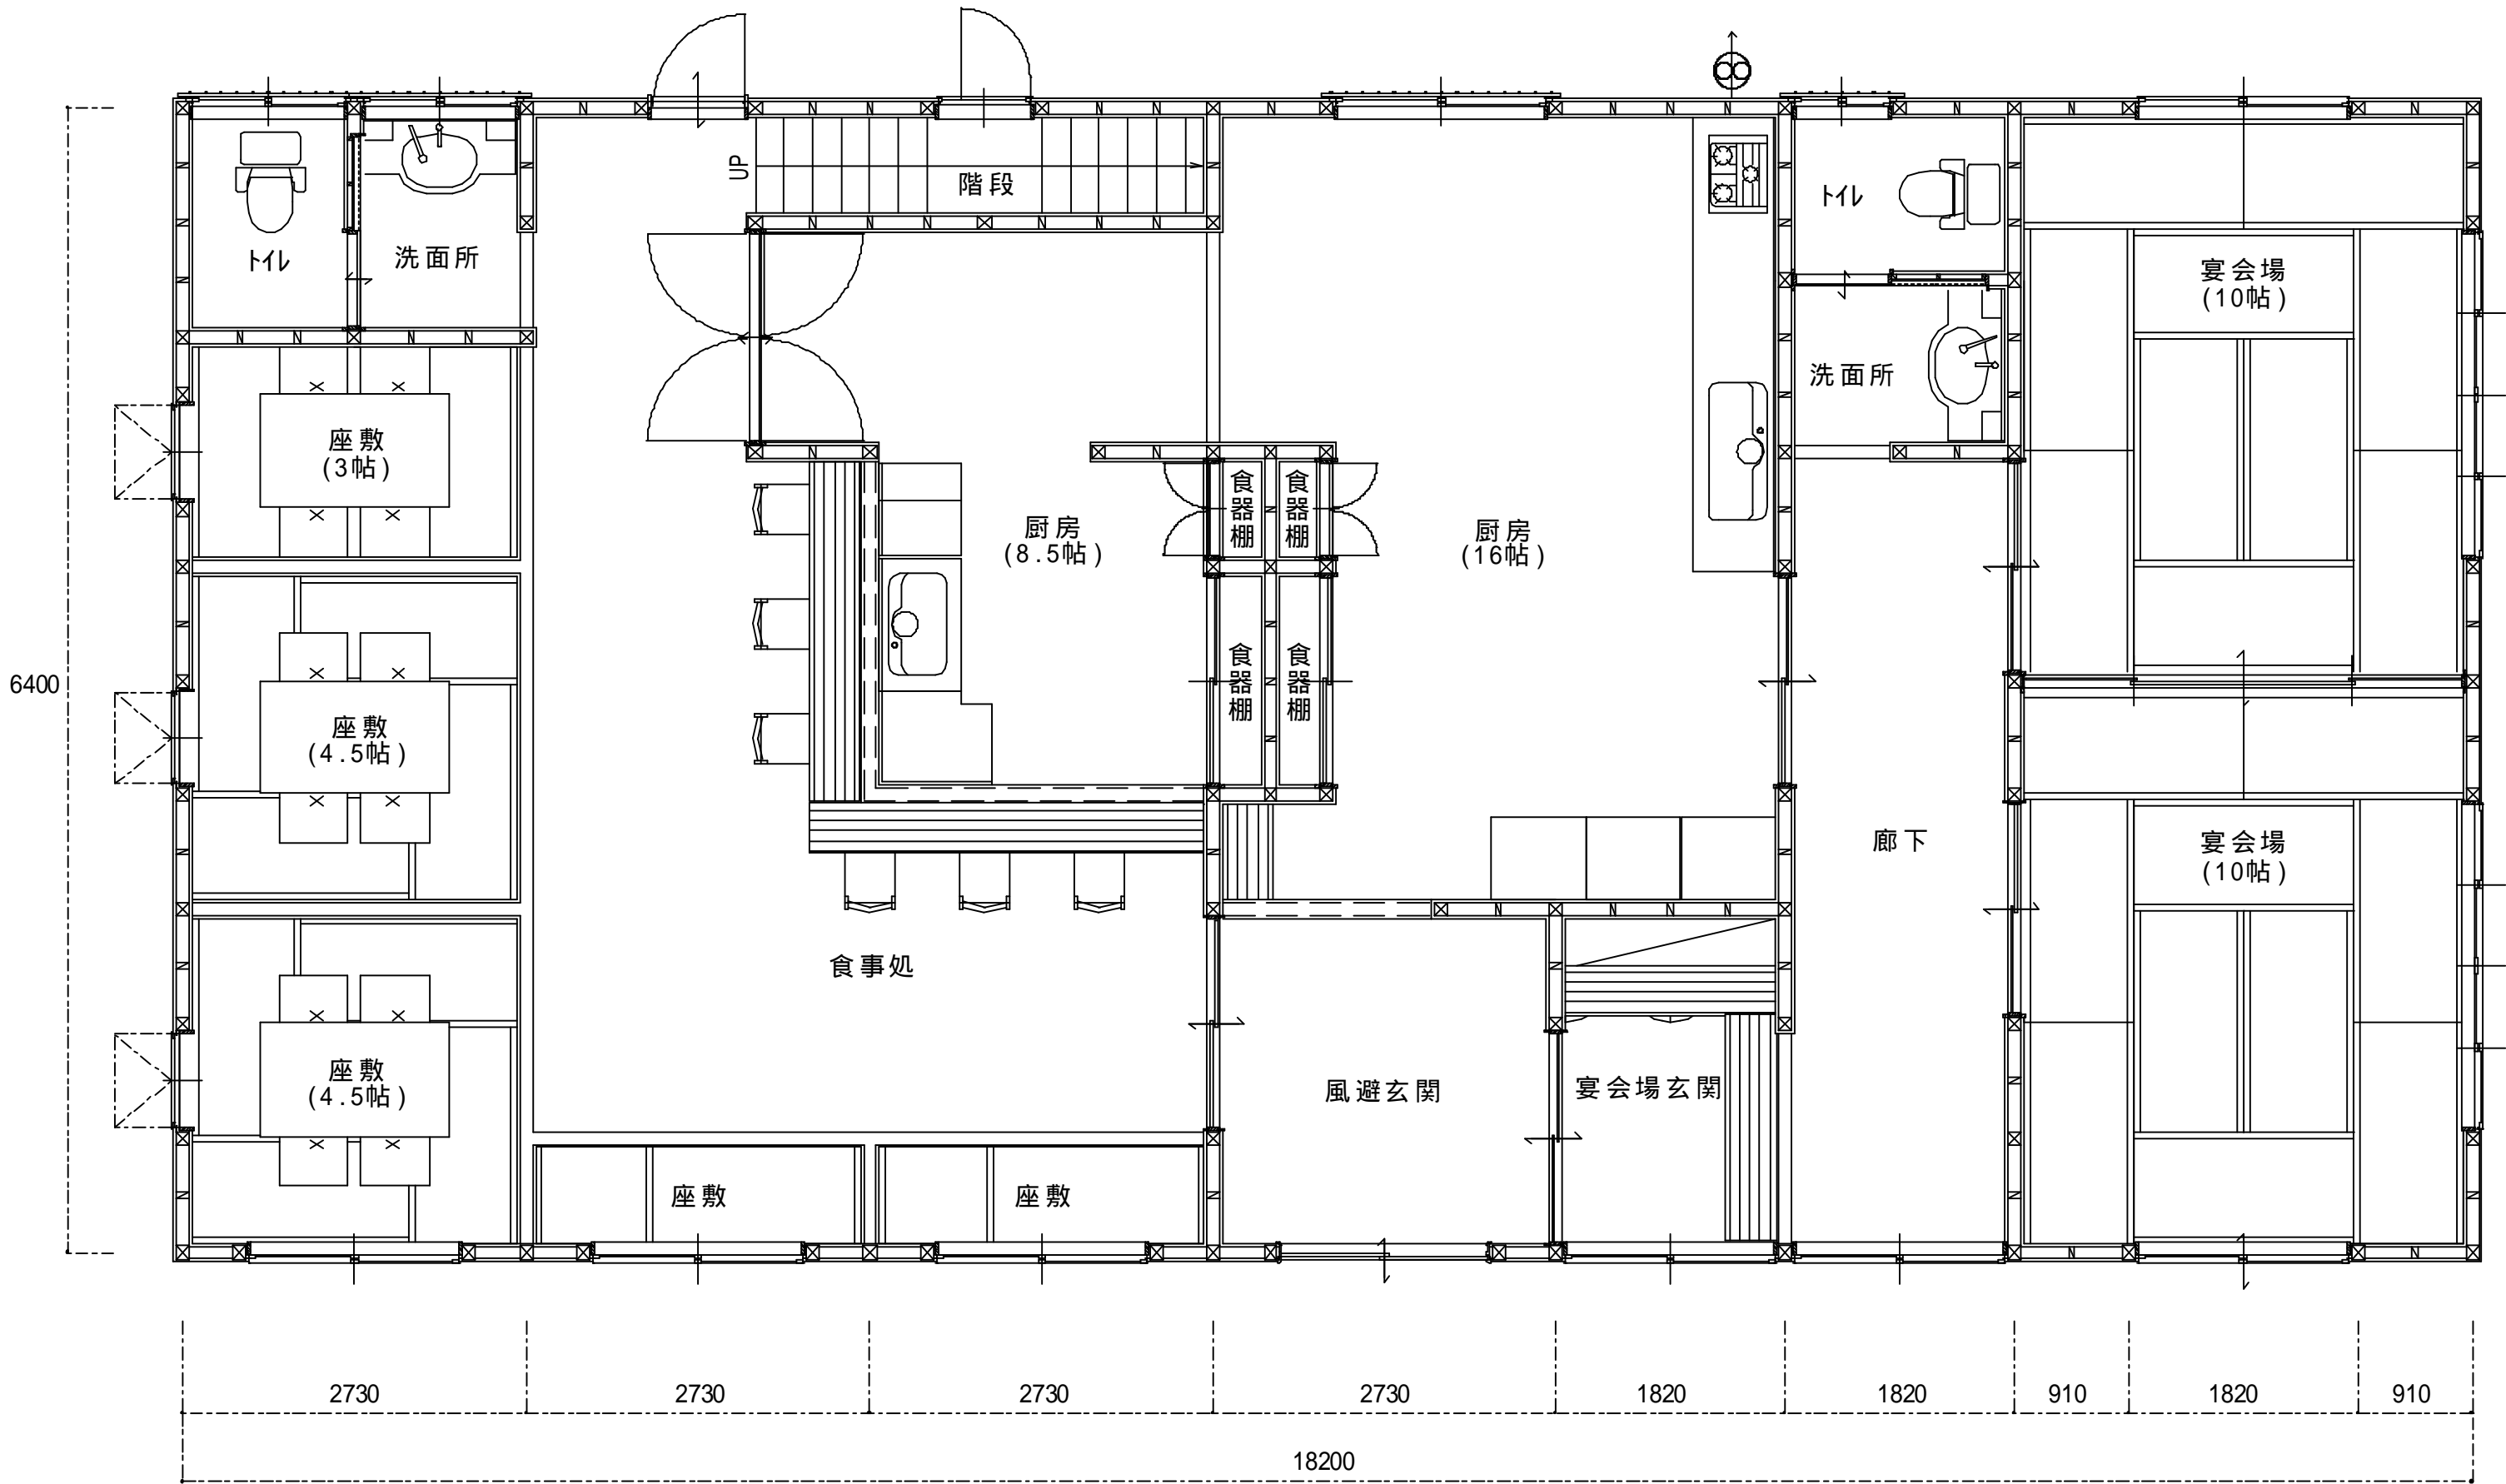 UP
階段
トイレ
洗面所
トイレ
宴会場
(10帖)
洗面所
座敷
(3帖)
食器棚
食器棚
厨房
(8.5帖)
厨房
(16帖)
食器棚
食器棚
6400
座敷
(4.5帖)
廊下
宴会場
(10帖)
食事処
座敷
(4.5帖)
風避玄関
宴会場玄関
座敷
座敷
2730
2730
2730
2730
1820
1820
910
1820
910
18200